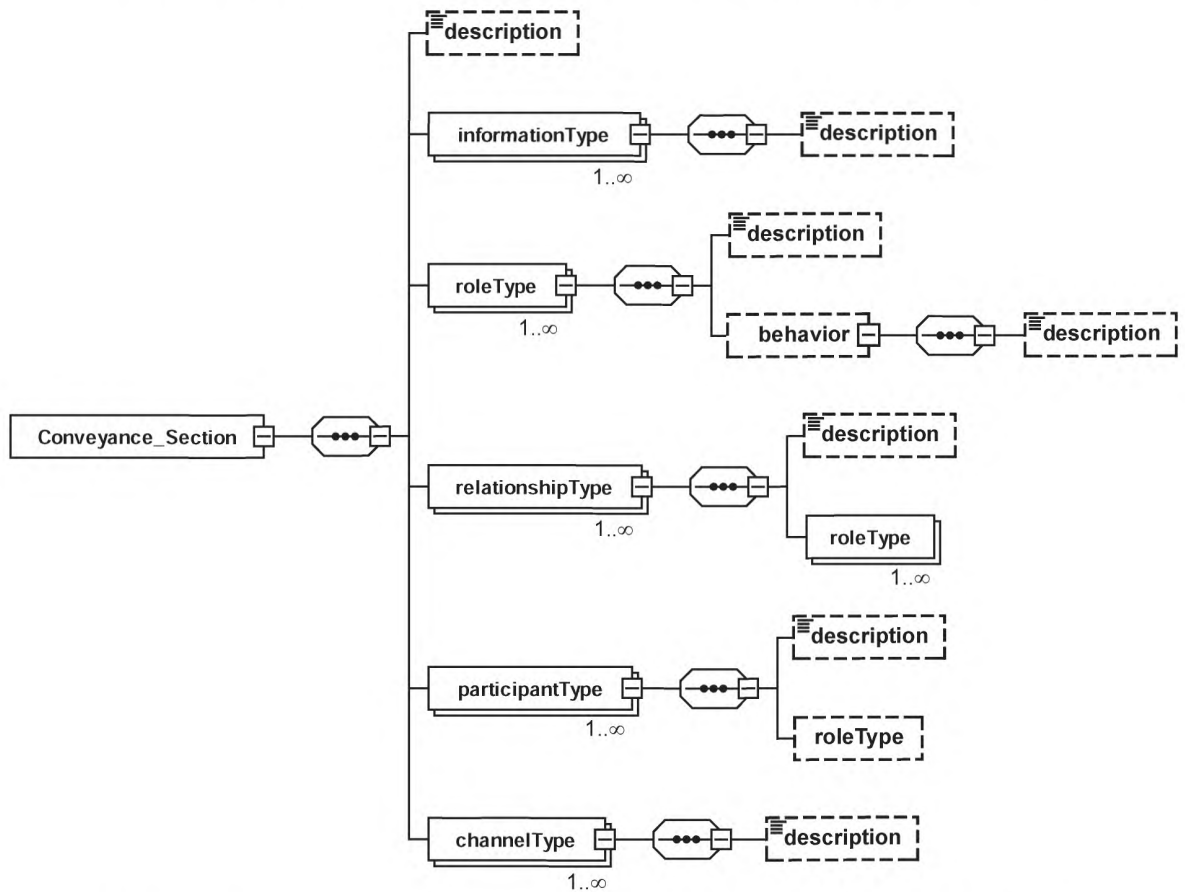 description
informationType
1..∞
description
roleType
1..∞
description
behavior
description
Conveyance_Section
relationshipType
1..∞
description
roleType
1..∞
participantType
1..∞
description
roleType
channelType
1..∞
description